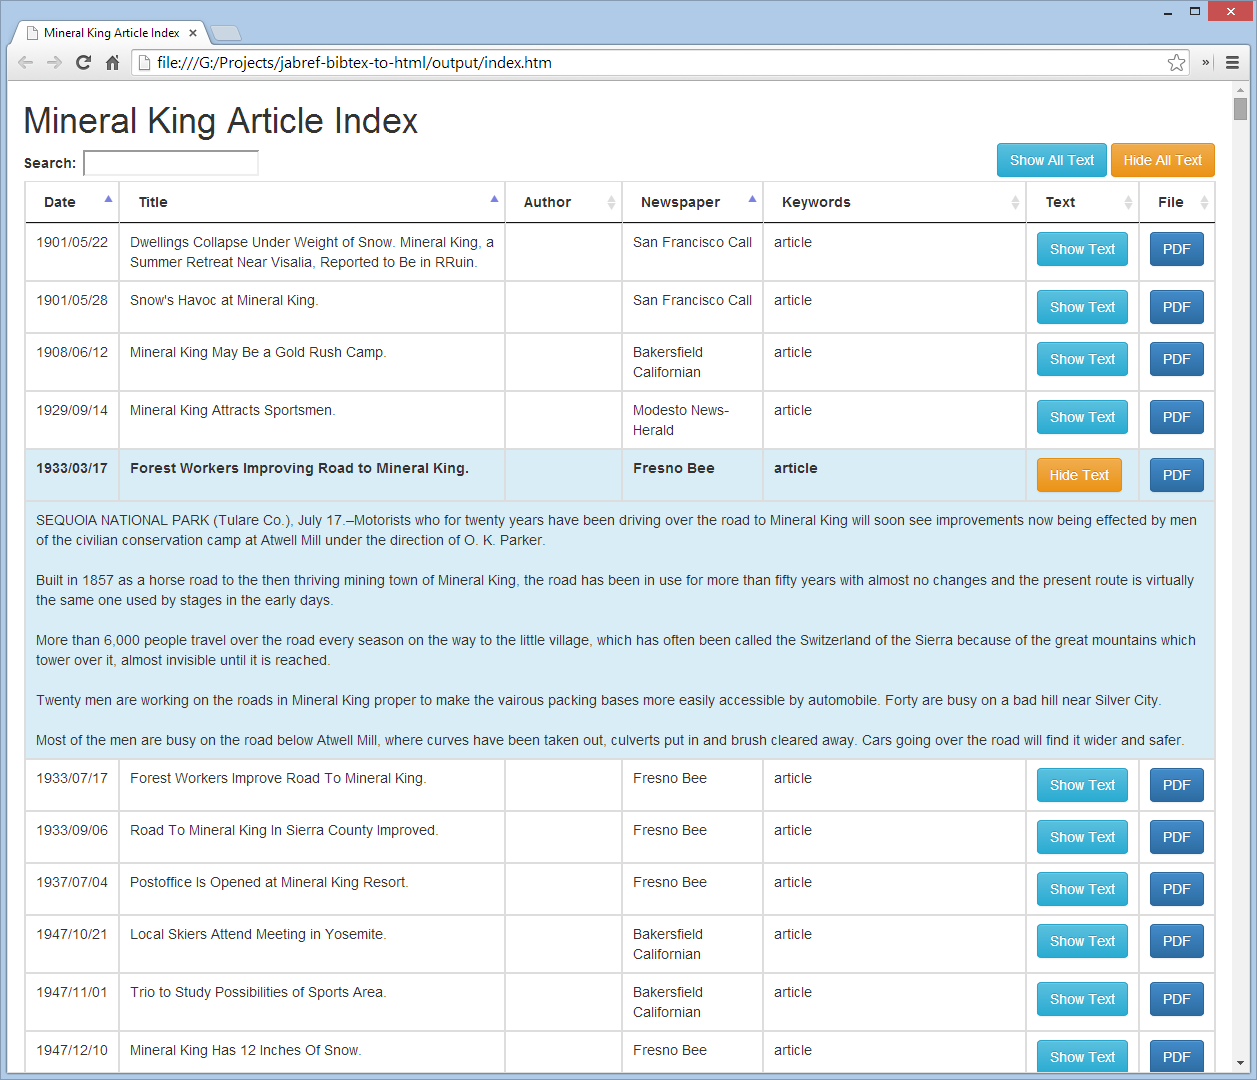 Mineral King Article Index
file:///G:/Projects/jabref-bibtex-to-html/output/index.htm
Mineral King Article Index
Search:
Show All Text Hide All Text
Date Title Author Newspaper Keywords Text File
1901/05/22 Dwellings Collapse Under Weight of Snow. Mineral King, a San Francisco Call article Show Text PDF
Summer Retreat Near Visalia, Reported to Be in RRuin.
1901/05/28 Snow's Havoc at Mineral King. San Francisco Call article Show Text PDF
1908/06/12 Mineral King May Be a Gold Rush Camp. Bakersfield article Show Text PDF
Californian
1929/09/14 Mineral King Attracts Sportsmen. Modesto News- article Show Text PDF
Herald
1933/03/17 Forest Workers Improving Road to Mineral King. Fresno Bee article Hide Text PDF
SEQUOIA NATIONAL PARK (Tulare Co.), July 17.–Motorists who for twenty years have been driving over the road to Mineral King will soon see improvements now being effected by men
of the civilian conservation camp at Atwell Mill under the direction of O. K. Parker.
Built in 1857 as a horse road to the then thriving mining town of Mineral King, the road has been in use for more than fifty years with almost no changes and the present route is virtually
the same one used by stages in the early days.
More than 6,000 people travel over the road every season on the way to the little village, which has often been called the Switzerland of the Sierra because of the great mountains which
tower over it, almost invisible until it is reached.
Twenty men are working on the roads in Mineral King proper to make the vairous packing bases more easily accessible by automobile. Forty are busy on a bad hill near Silver City.
Most of the men are busy on the road below Atwell Mill, where curves have been taken out, culverts put in and brush cleared away. Cars going over the road will find it wider and safer.
1933/07/17 Forest Workers Improve Road To Mineral King. Fresno Bee article Show Text PDF
1933/09/06 Road To Mineral King In Sierra County Improved. Fresno Bee article Show Text PDF
1937/07/04 Postoffice Is Opened at Mineral King Resort. Fresno Bee article Show Text PDF
1947/10/21 Local Skiers Attend Meeting in Yosemite. Bakersfield article Show Text PDF
Californian
1947/11/01 Trio to Study Possibilities of Sports Area. Bakersfield article Show Text PDF
Californian
1947/12/10 Mineral King Has 12 Inches Of Snow. Fresno Bee article Show Text PDF